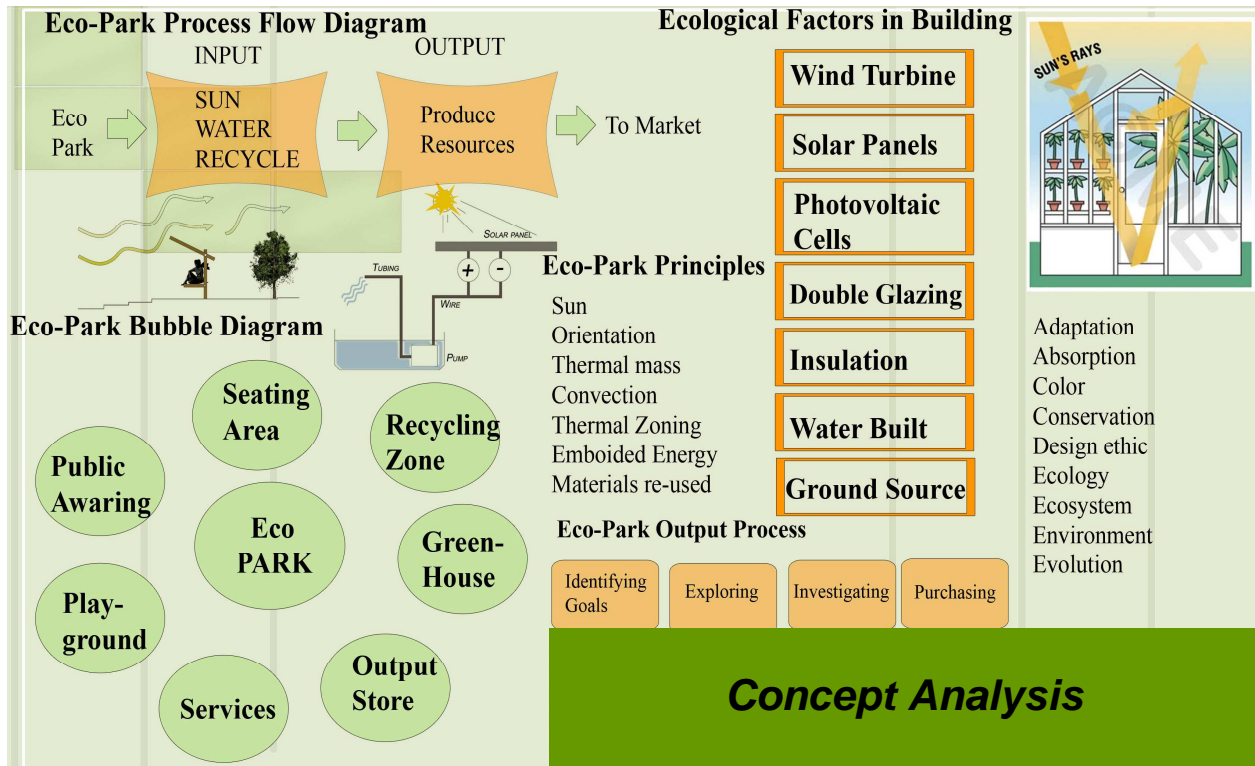 Eco-Park Process Flow Diagram
INPUT
OUTPUT
Eco
Park
SUN
WATER
RECYCLE
Produce
Resources
To Market
SOLAR PANEL
TUBING
+
-
WIRE
PUMP
Eco-Park Bubble Diagram
Seating
Area
Recycling
Zone
Public
Awaring
Eco
PARK
Green-
House
Play-
ground
Services
Output
Store
Ecological Factors in Building
Wind Turbine
Solar Panels
Photovoltaic
Cells
Double Glazing
Insulation
Water Built
Ground Source
Eco-Park Principles
Sun
Orientation
Thermal mass
Convection
Thermal Zoning
Emboided Energy
Materials re-used
Eco-Park Output Process
Identifying
Goals
Exploring
Investigating
Purchasing
SUN'S RAYS
Adaptation
Absorption
Color
Conservation
Design ethic
Ecology
Ecosystem
Environment
Evolution
Concept Analysis